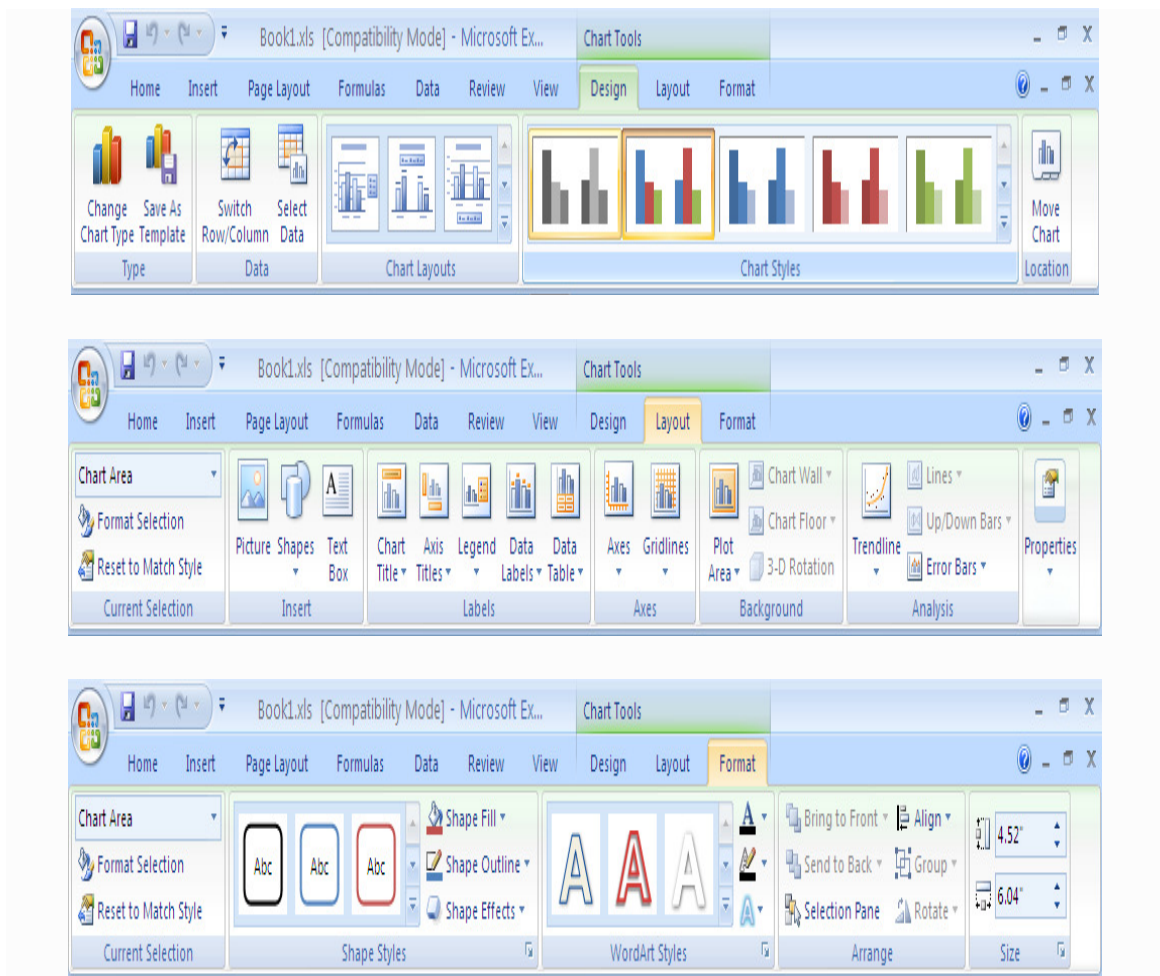 Book1.xls [Compatibility Mode] - Microsoft Ex... Chart Tools
Home Insert Page Layout Formulas Data Review View Design Layout Format
Change Chart Type Save As Template Switch Row/Column Select Data Move Chart
Type Data Chart Layouts Chart Styles Location
Book1.xls [Compatibility Mode] - Microsoft Ex... Chart Tools
Home Insert Page Layout Formulas Data Review View Design Layout Format
Chart Area Chart Wall Lines
Format Selection Chart Floor Up/Down Bars
Picture Shapes Text Box Chart Title Axis Titles Legend Data Labels Data Table Axes Gridlines Plot Area Trendline Properties
Reset to Match Style 3-D Rotation Error Bars
Current Selection Insert Labels Axes Background Analysis
Book1.xls [Compatibility Mode] - Microsoft Ex... Chart Tools
Home Insert Page Layout Formulas Data Review View Design Layout Format
Chart Area Shape Fill A Bring to Front Align 4.52"
Format Selection Abc Abc Abc Shape Outline A A A Send to Back Group
Reset to Match Style Shape Effects A Selection Pane Rotate 6.04"
Current Selection Shape Styles WordArt Styles Arrange Size